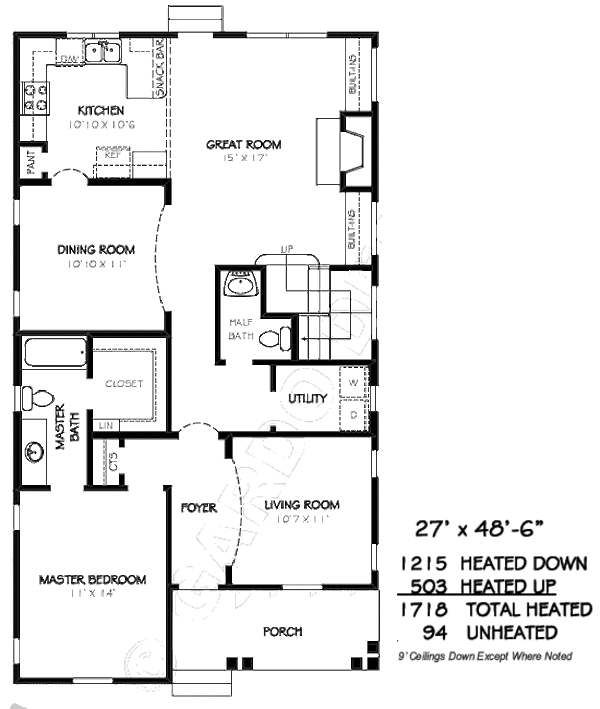 D/W
SNACK BAR
BUILT-INS
KITCHEN
10'10 X 10'6
GREAT ROOM
15' X 17'
PANT
REF
BUILT-INS
DINING ROOM
10'10 X 11'
UP
HALF
BATH
CLOSET
W
UTILITY
D
MASTER
BATH
LIN
CTS
FOYER
LIVING ROOM
10'7 X 11'
MASTER BEDROOM
11' X 14'
PORCH
© GARDO
27' x 48'-6"
1215 HEATED DOWN
503 HEATED UP
1718 TOTAL HEATED
94 UNHEATED
9' Ceilings Down Except Where Noted